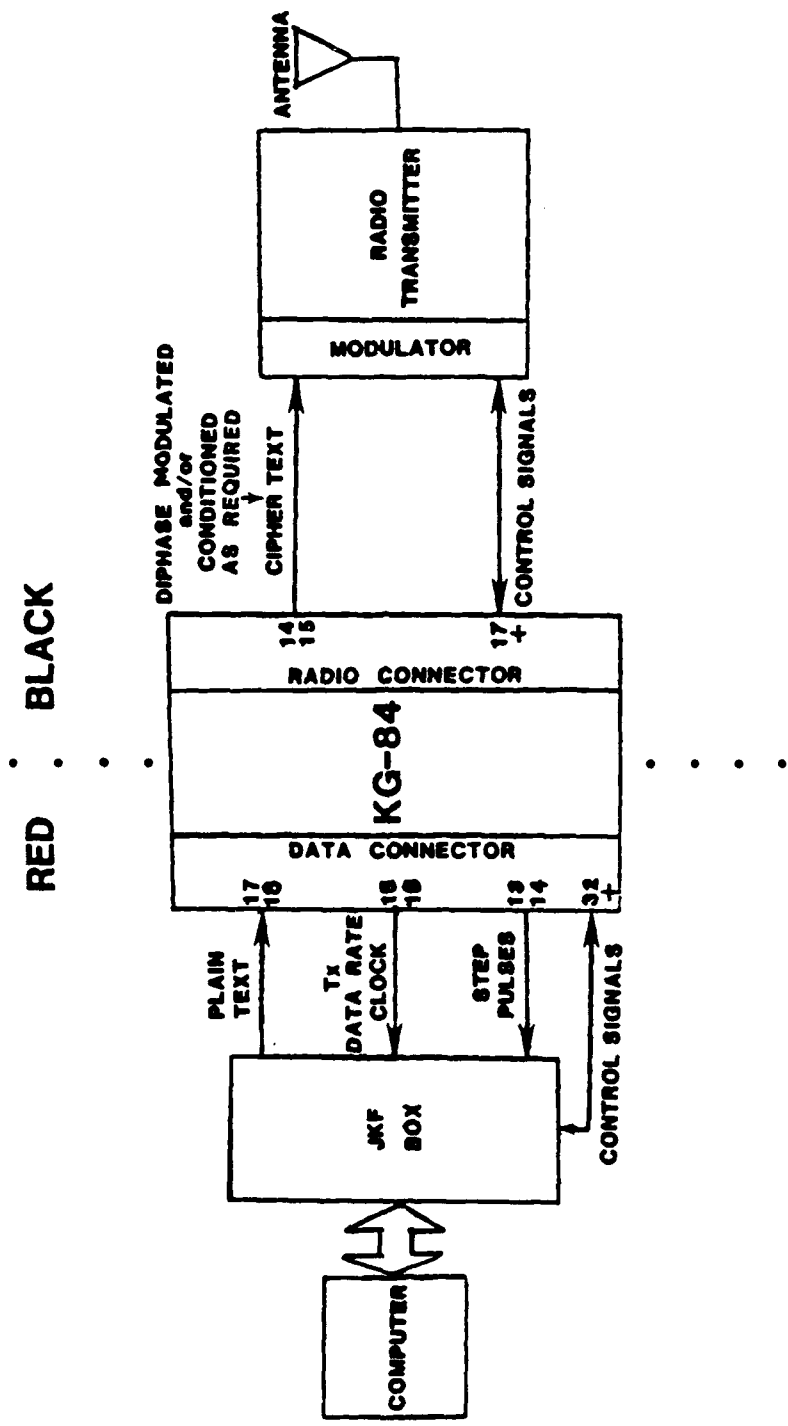 RED
BLACK
COMPUTER
JKF
BOX
PLAIN
TEXT
Tx
DATA RATE
CLOCK
STEP
PULSES
CONTROL SIGNALS
17
18
13
14
32
+
DATA CONNECTOR
KG-84
RADIO CONNECTOR
14
15
17
+
DIPHASE MODULATED
and/or
CONDITIONED
AS REQUIRED
CIPHER TEXT
CONTROL SIGNALS
MODULATOR
RADIO
TRANSMITTER
ANTENNA